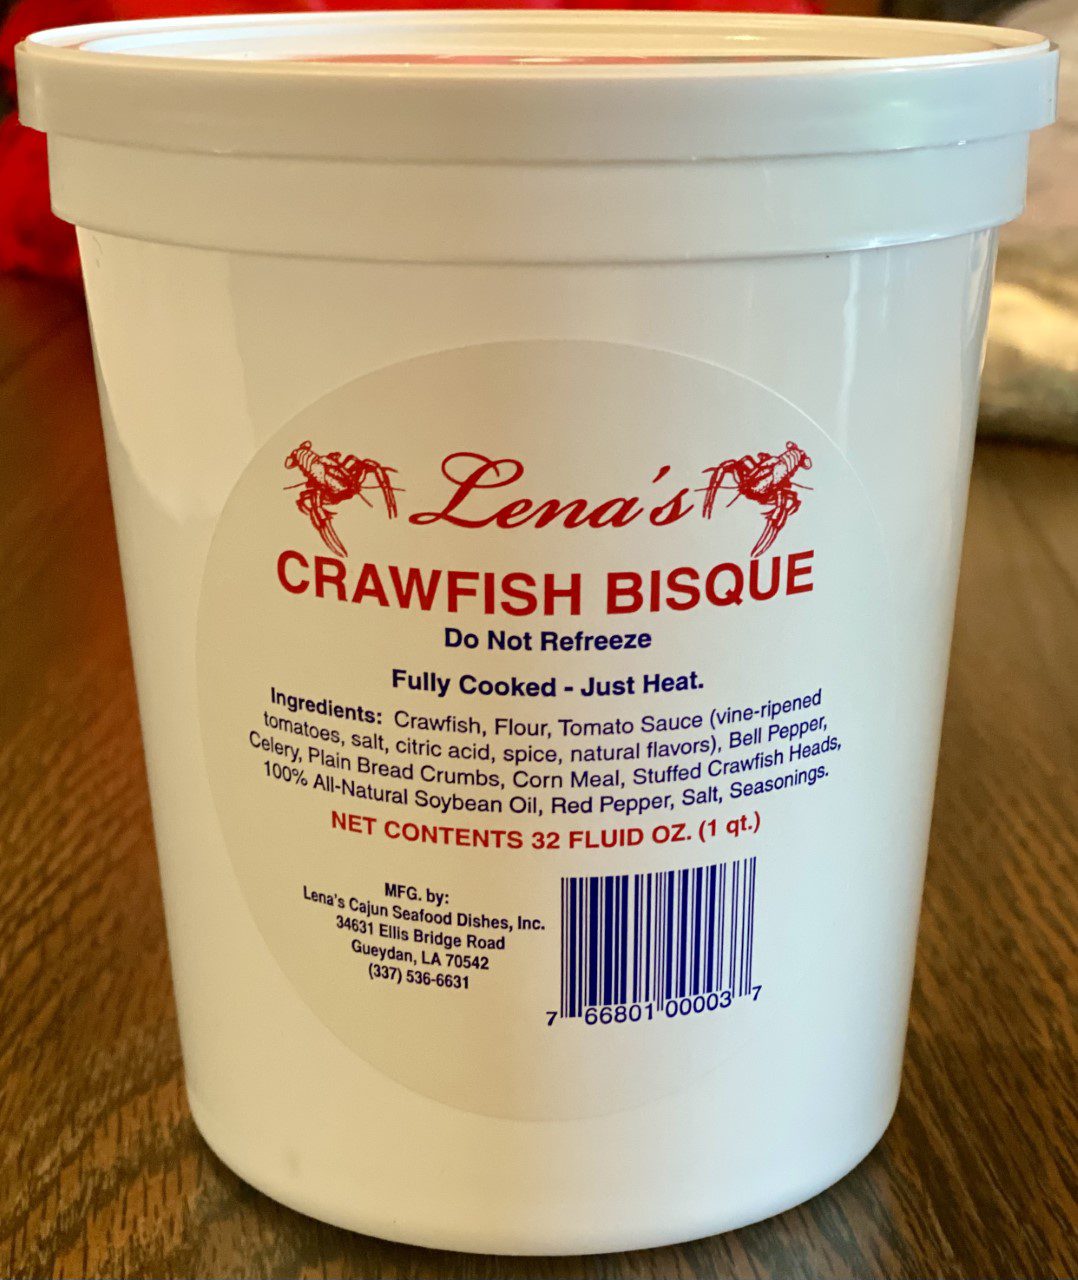 Lena's
CRAWFISH BISQUE
Do Not Refreeze
Fully Cooked - Just Heat.
Ingredients: Crawfish, Flour, Tomato Sauce (vine-ripened
tomatoes, salt, citric acid, spice, natural flavors), Bell Pepper,
Celery, Plain Bread Crumbs, Corn Meal, Stuffed Crawfish Heads,
100% All-Natural Soybean Oil, Red Pepper, Salt, Seasonings.
NET CONTENTS 32 FLUID OZ. (1 qt.)
MFG. by:
Lena's Cajun Seafood Dishes, Inc.
34631 Ellis Bridge Road
Gueydan, LA 70542
(337) 536-6631
7 66801 00003 7